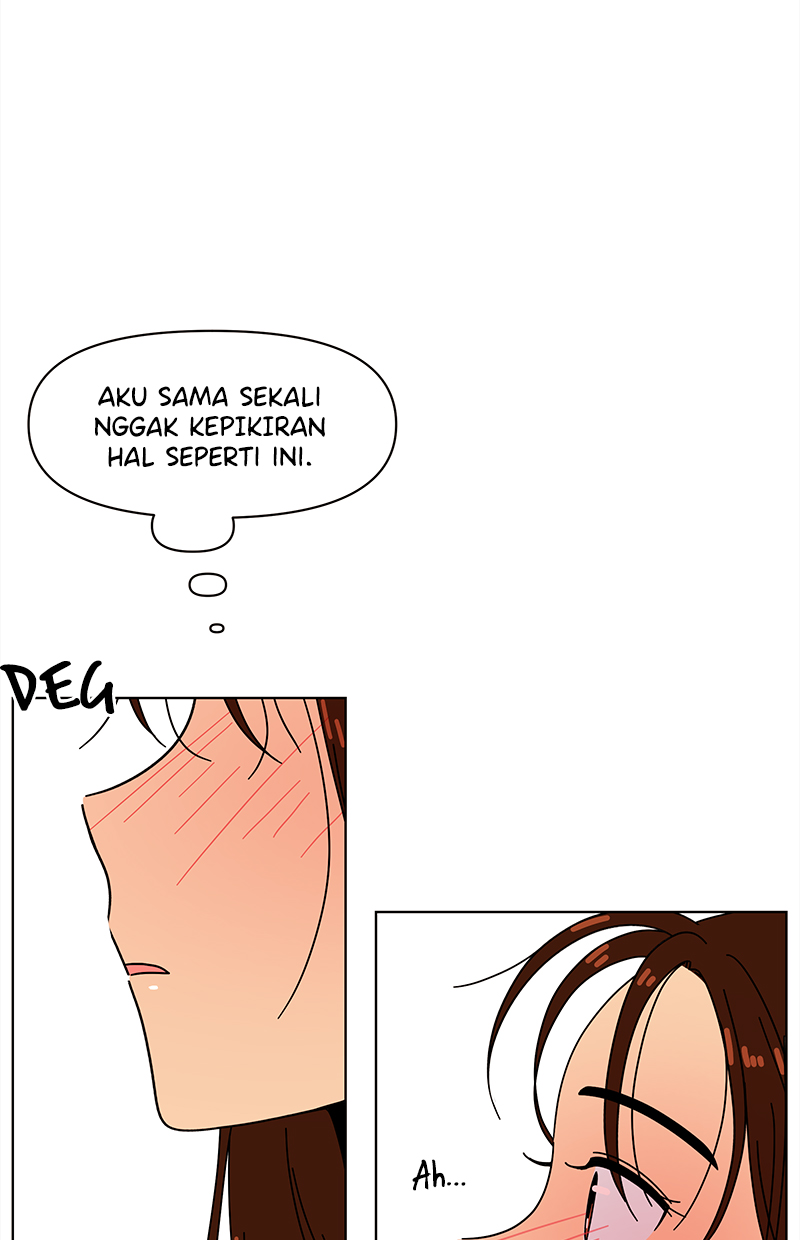 AKU SAMA SEKALI
NGGAK KEPIKIRAN
HAL SEPERTI INI.
DEG
Ah...